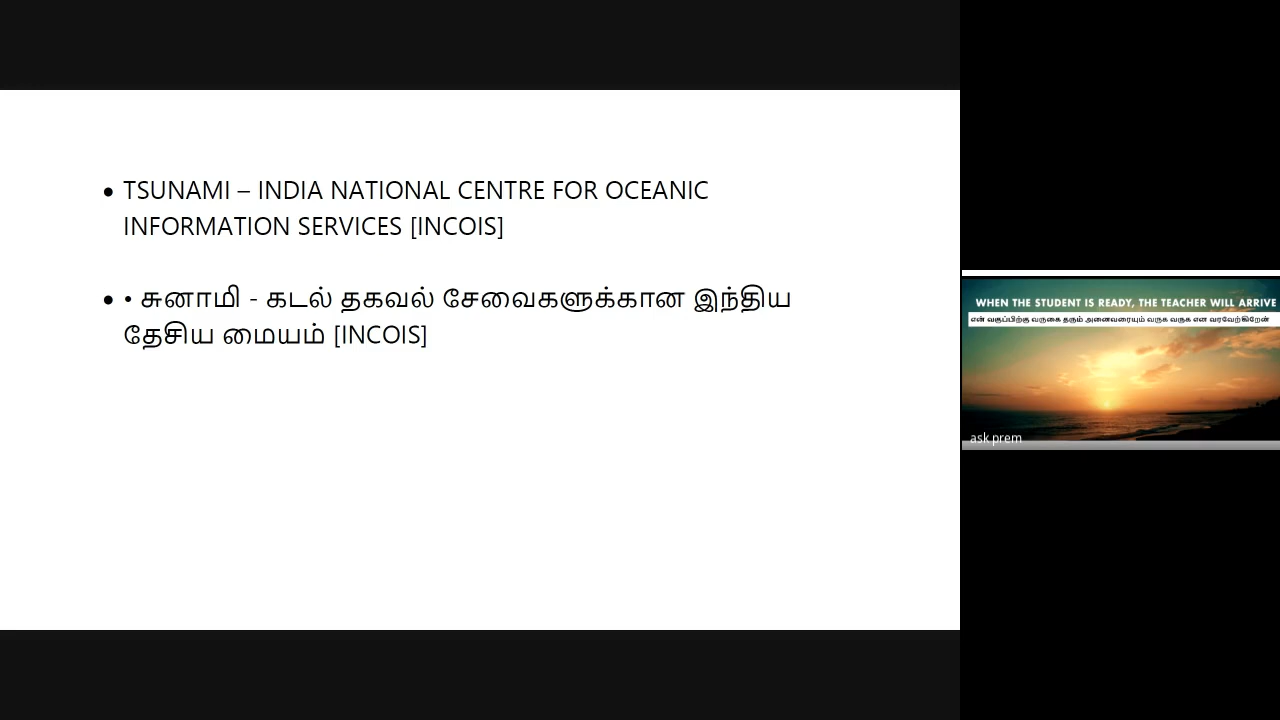 • TSUNAMI – INDIA NATIONAL CENTRE FOR OCEANIC
INFORMATION SERVICES [INCOIS]
• • சுனாமி - கடல் தகவல் சேவைகளுக்கான இந்திய
தேசிய மையம் [INCOIS]
WHEN THE STUDENT IS READY, THE TEACHER WILL ARRIVE
என் வகுப்பிற்கு வருகை தரும் அனைவரையும் வருக வருக என வரவேற்கிறேன்
ask prem